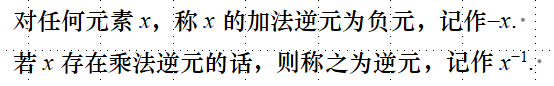 对任何元素 x，称 x 的加法逆元为负元，记作–x.
若 x 存在乘法逆元的话，则称之为逆元，记作 x⁻¹.